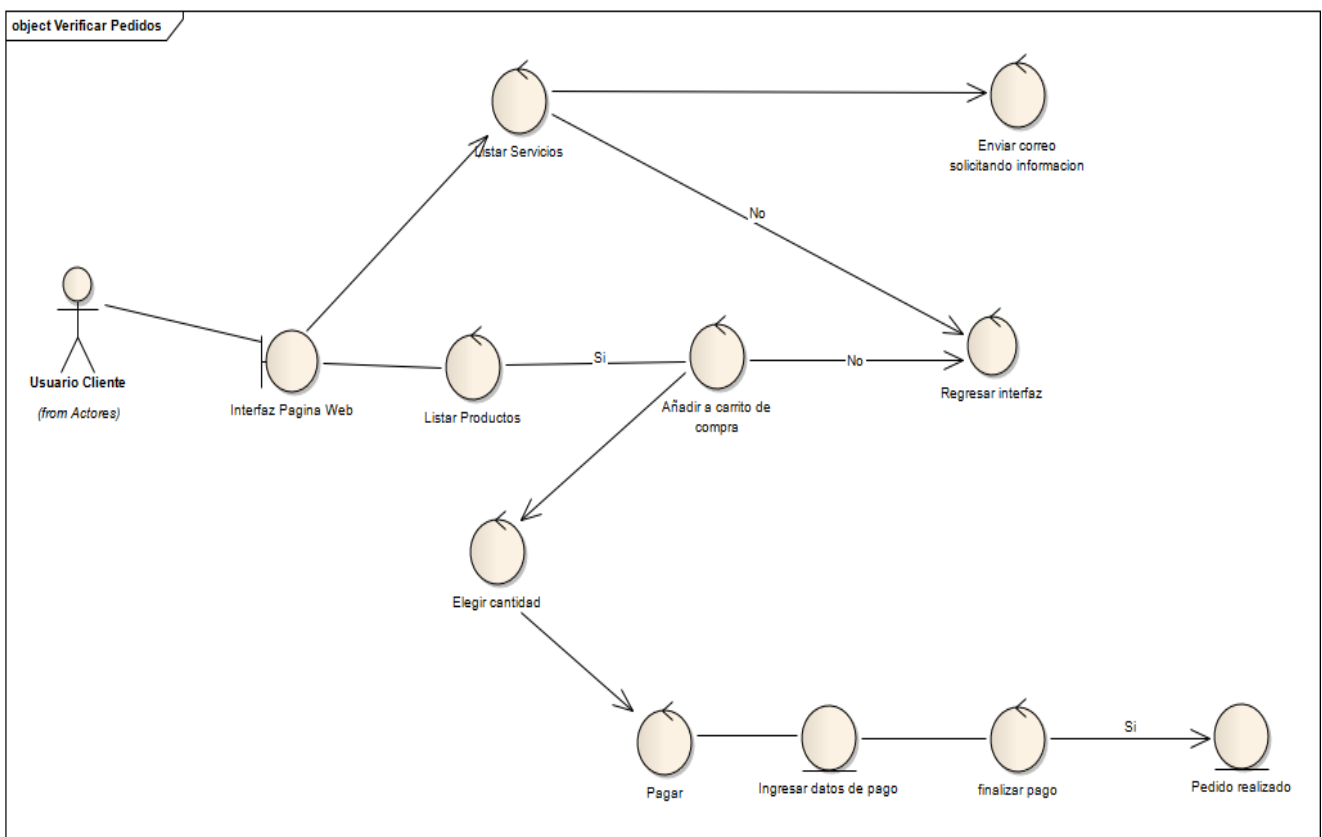 object Verificar Pedidos
Listar Servicios
Enviar correo
solicitando informacion
No
Usuario Cliente
(from Actores)
Interfaz Pagina Web
Listar Productos
Si
Añadir a carrito de
compra
No
Regresar interfaz
Elegir cantidad
Pagar
Ingresar datos de pago
finalizar pago
Si
Pedido realizado